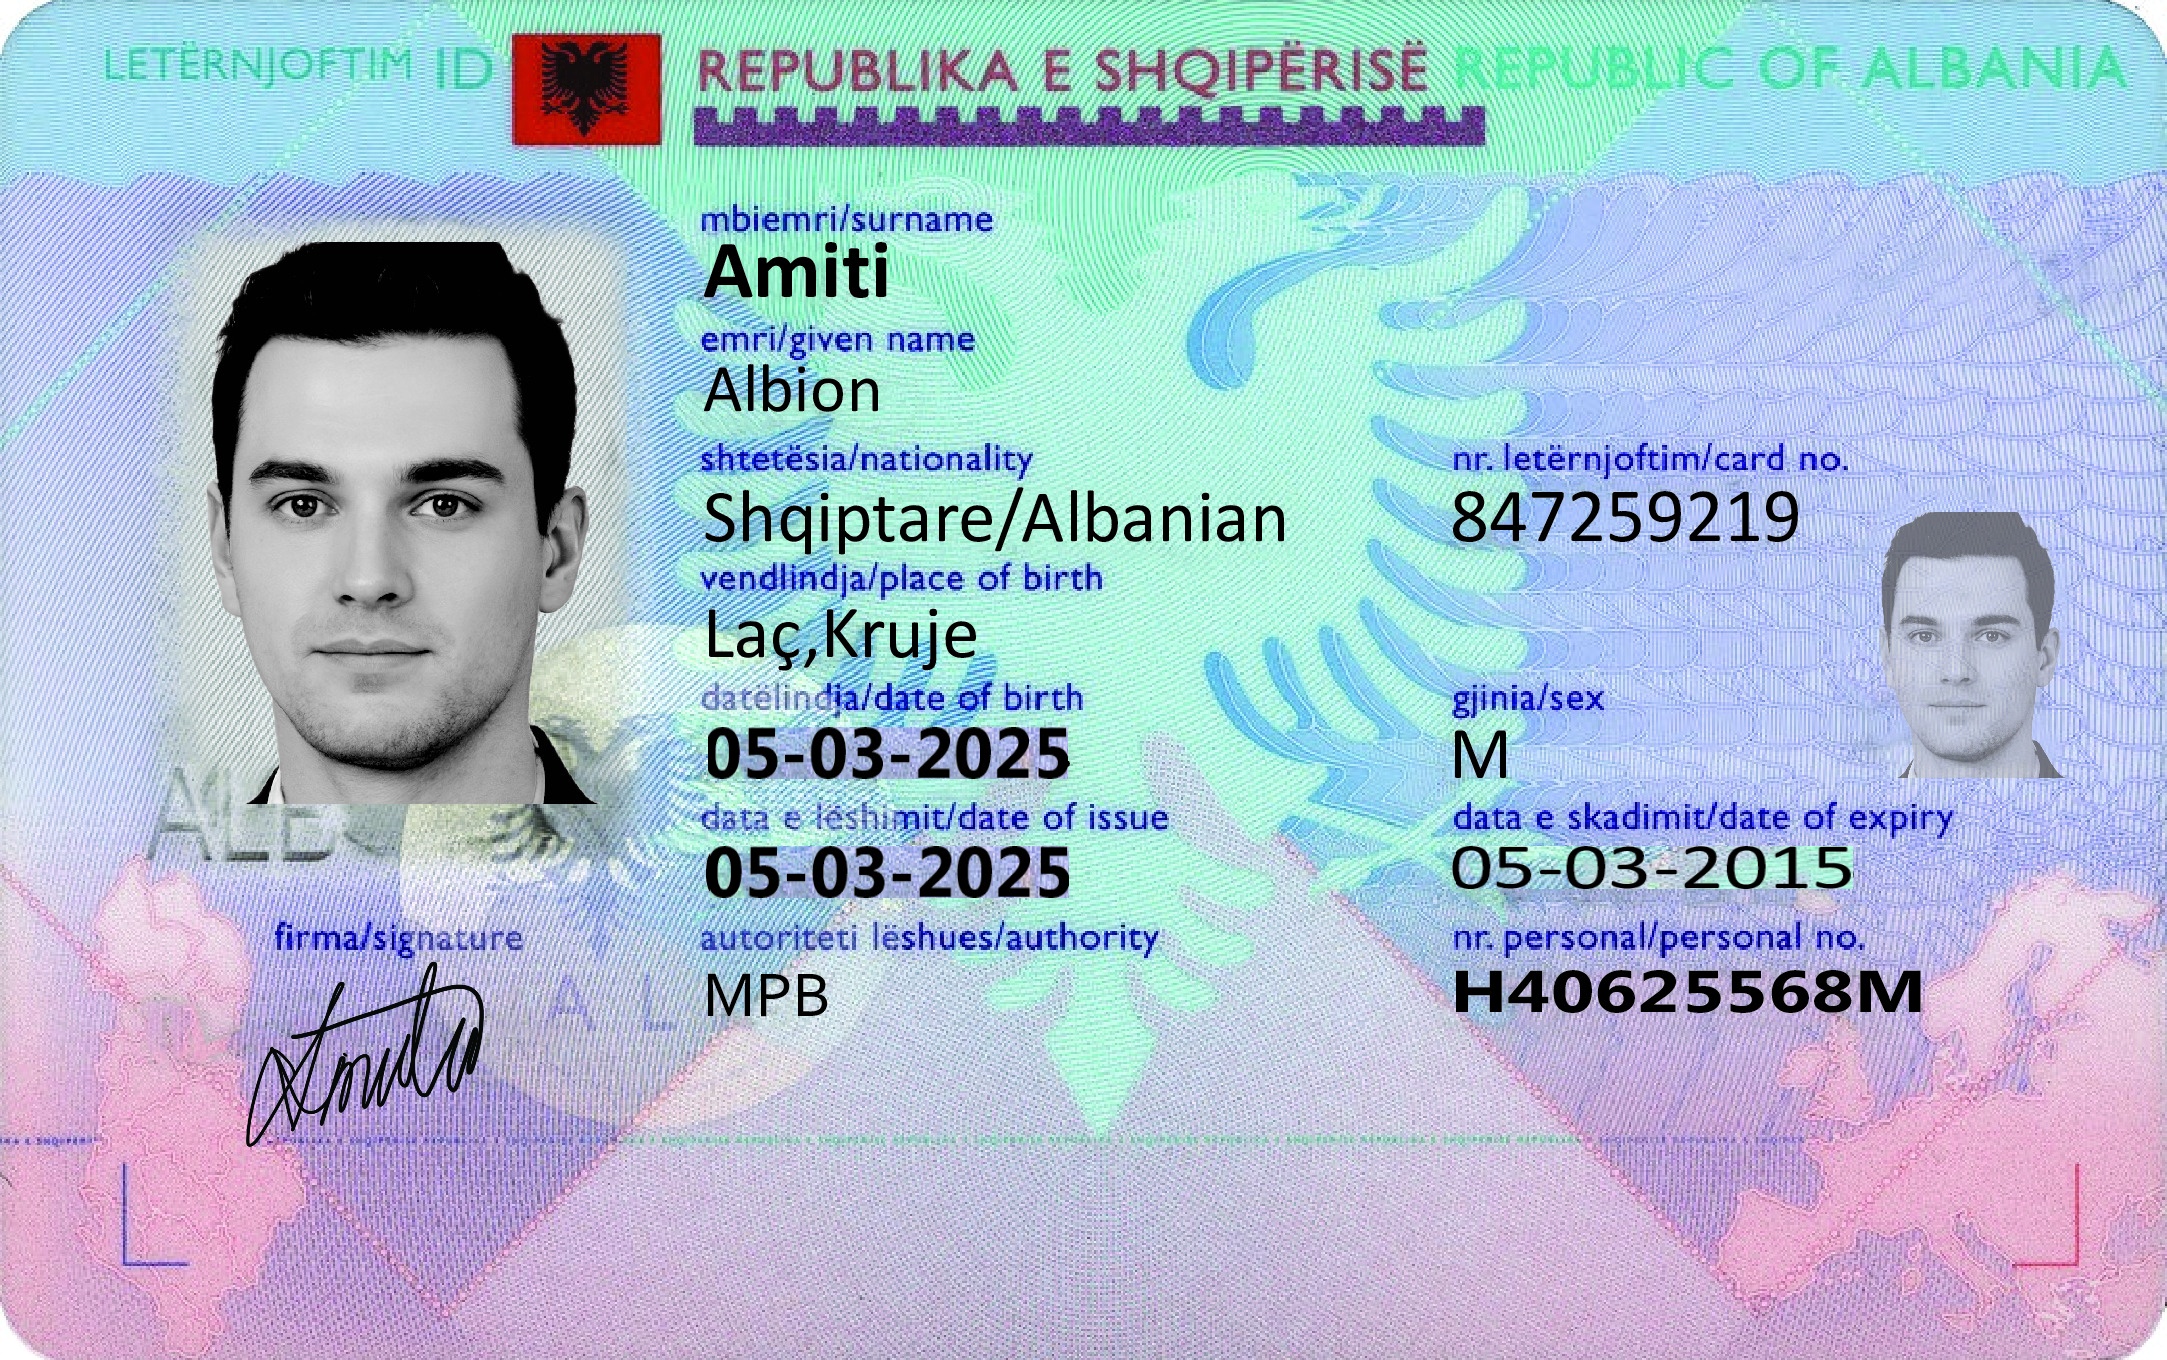 LETËRNJOFTIM ID REPUBLIKA E SHQIPËRISË REPUBLIC OF ALBANIA
mbiemri/surname
Amiti
emri/given name
Albion
shtetësia/nationality nr. letërnjoftim/card no.
Shqiptare/Albanian 847259219
vendlindja/place of birth
Laç,Kruje
datëlindja/date of birth gjinia/sex
05-03-2025 M
data e lëshimit/date of issue data e skadimit/date of expiry
05-03-2025 05-03-2015
firma/signature autoriteti lëshues/authority nr. personal/personal no.
MPB H40625568M